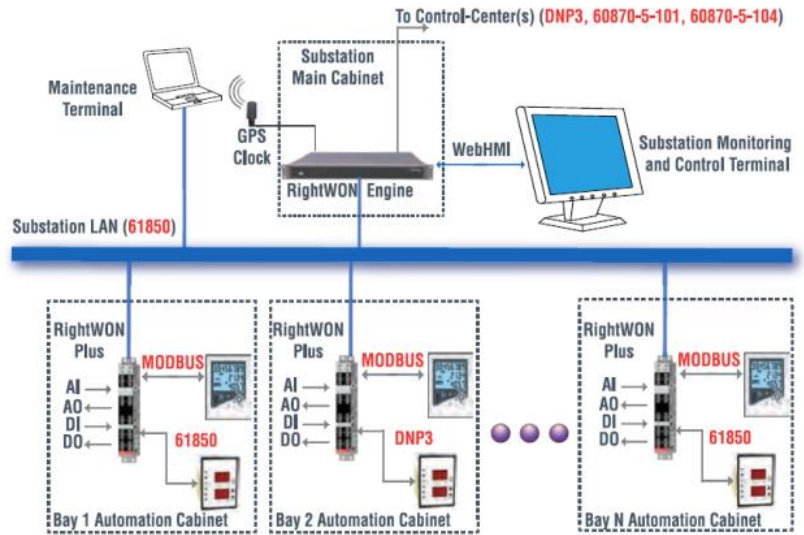 To Control-Center(s) (DNP3, 60870-5-101, 60870-5-104)
Substation
Main Cabinet
Maintenance
Terminal
GPS
Clock
WebHMI
Substation Monitoring
and Control Terminal
RightWON Engine
Substation LAN (61850)
RightWON
Plus
MODBUS
AI
AO
DI
DO
61850
Bay 1 Automation Cabinet
RightWON
Plus
MODBUS
AI
AO
DI
DO
DNP3
Bay 2 Automation Cabinet
RightWON
Plus
MODBUS
AI
AO
DI
DO
61850
Bay N Automation Cabinet